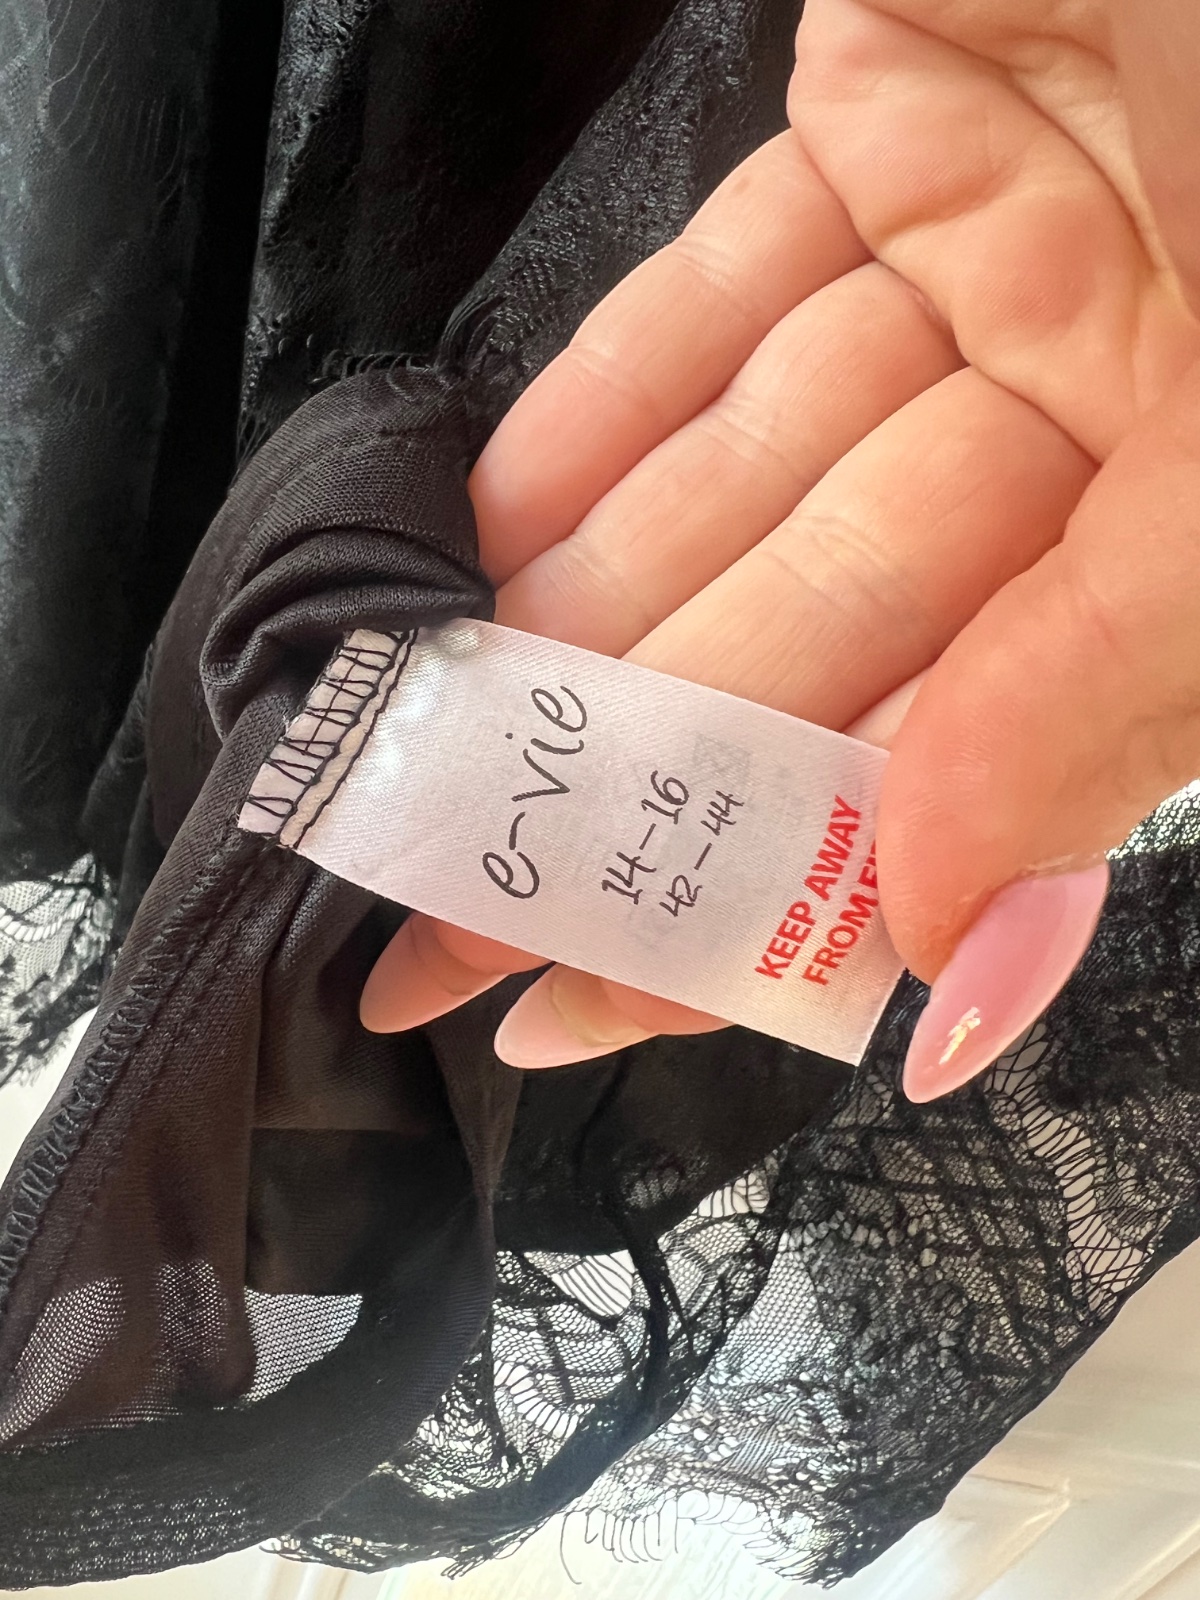 e-vie
14-16
42-44
KEEP AWAY
FROM